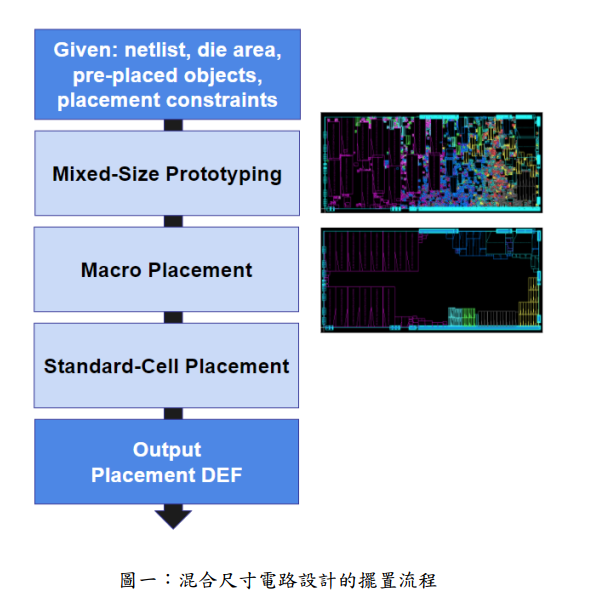 Given: netlist, die area,
pre-placed objects,
placement constraints
Mixed-Size Prototyping
Macro Placement
Standard-Cell Placement
Output
Placement DEF
圖一：混合尺寸電路設計的擺置流程